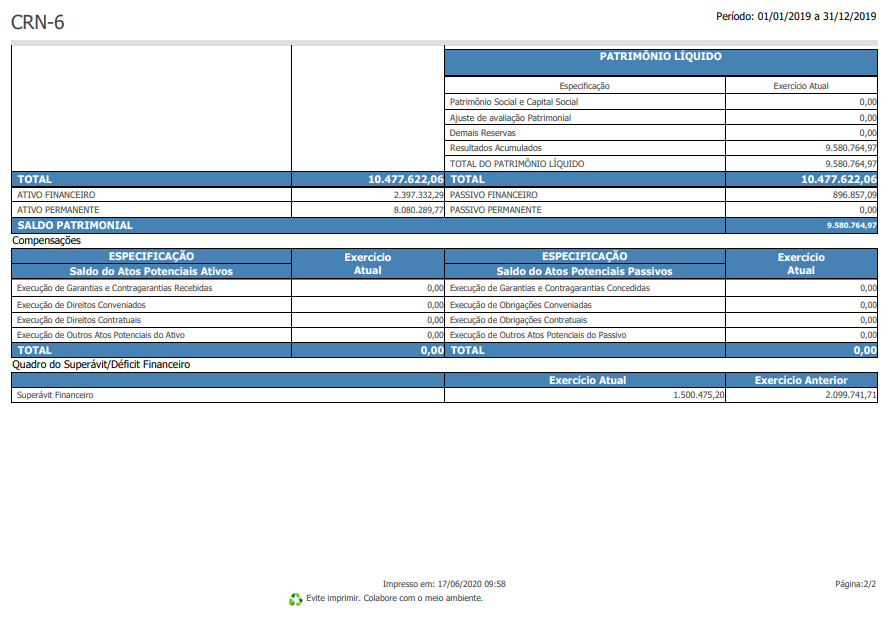 CRN-6
Período: 01/01/2019 a 31/12/2019
PATRIMÔNIO LÍQUIDO
Especificação Exercício Atual
Patrimônio Social e Capital Social 0,00
Ajuste de avaliação Patrimonial 0,00
Demais Reservas 0,00
Resultados Acumulados 9.580.764,97
TOTAL DO PATRIMÔNIO LÍQUIDO 9.580.764,97
TOTAL 10.477.622,06 TOTAL 10.477.622,06
ATIVO FINANCEIRO 2.397.332,29 PASSIVO FINANCEIRO 896.857,09
ATIVO PERMANENTE 8.080.289,77 PASSIVO PERMANENTE 0,00
SALDO PATRIMONIAL 9.580.764,97
Compensações
ESPECIFICAÇÃO Exercício ESPECIFICAÇÃO Exercício
Saldo do Atos Potenciais Ativos Atual Saldo do Atos Potenciais Passivos Atual
Execução de Garantias e Contragarantias Recebidas 0,00 Execução de Garantias e Contragarantias Concedidas 0,00
Execução de Direitos Conveniados 0,00 Execução de Obrigações Conveniadas 0,00
Execução de Direitos Contratuais 0,00 Execução de Obrigações Contratuais 0,00
Execução de Outros Atos Potenciais do Ativo 0,00 Execução de Outros Atos Potenciais do Passivo 0,00
TOTAL 0,00 TOTAL 0,00
Quadro do Superávit/Déficit Financeiro
Exercício Atual Exercício Anterior
Superávit Financeiro 1.500.475,20 2.099.741,71
Impresso em: 17/06/2020 09:58 Página:2/2
Evite imprimir. Colabore com o meio ambiente.